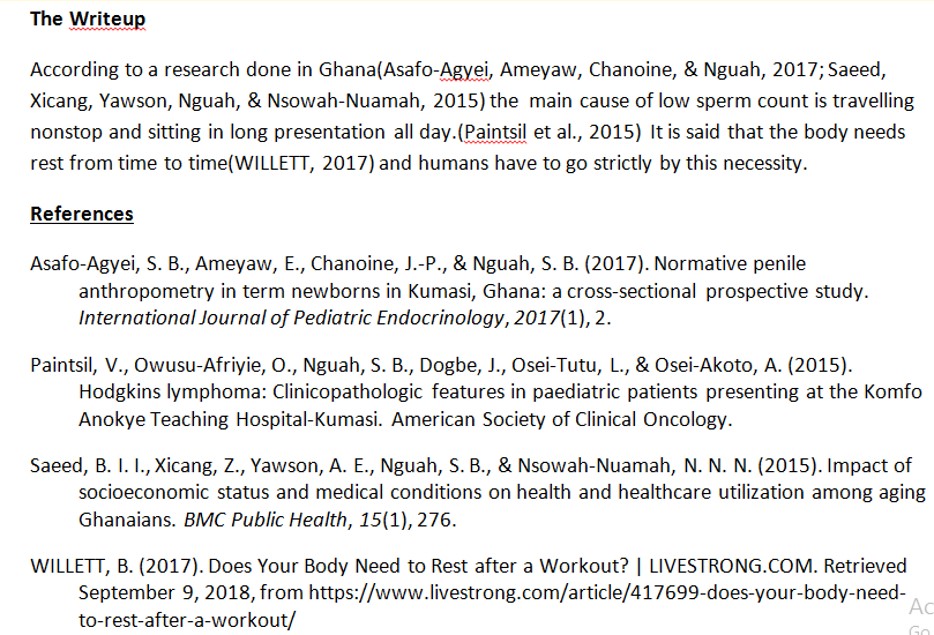 The Writeup
According to a research done in Ghana(Asafo-Agyei, Ameyaw, Chanoine, & Nguah, 2017; Saeed,
Xicang, Yawson, Nguah, & Nsowah-Nuamah, 2015) the main cause of low sperm count is travelling
nonstop and sitting in long presentation all day.(Paintsil et al., 2015) It is said that the body needs
rest from time to time(WILLETT, 2017) and humans have to go strictly by this necessity.
References
Asafo-Agyei, S. B., Ameyaw, E., Chanoine, J.-P., & Nguah, S. B. (2017). Normative penile
anthropometry in term newborns in Kumasi, Ghana: a cross-sectional prospective study.
International Journal of Pediatric Endocrinology, 2017(1), 2.
Paintsil, V., Owusu-Afriyie, O., Nguah, S. B., Dogbe, J., Osei-Tutu, L., & Osei-Akoto, A. (2015).
Hodgkins lymphoma: Clinicopathologic features in paediatric patients presenting at the Komfo
Anokye Teaching Hospital-Kumasi. American Society of Clinical Oncology.
Saeed, B. I. I., Xicang, Z., Yawson, A. E., Nguah, S. B., & Nsowah-Nuamah, N. N. N. (2015). Impact of
socioeconomic status and medical conditions on health and healthcare utilization among aging
Ghanaians. BMC Public Health, 15(1), 276.
WILLETT, B. (2017). Does Your Body Need to Rest after a Workout? | LIVESTRONG.COM. Retrieved
September 9, 2018, from https://www.livestrong.com/article/417699-does-your-body-need-
to-rest-after-a-workout/
Ac